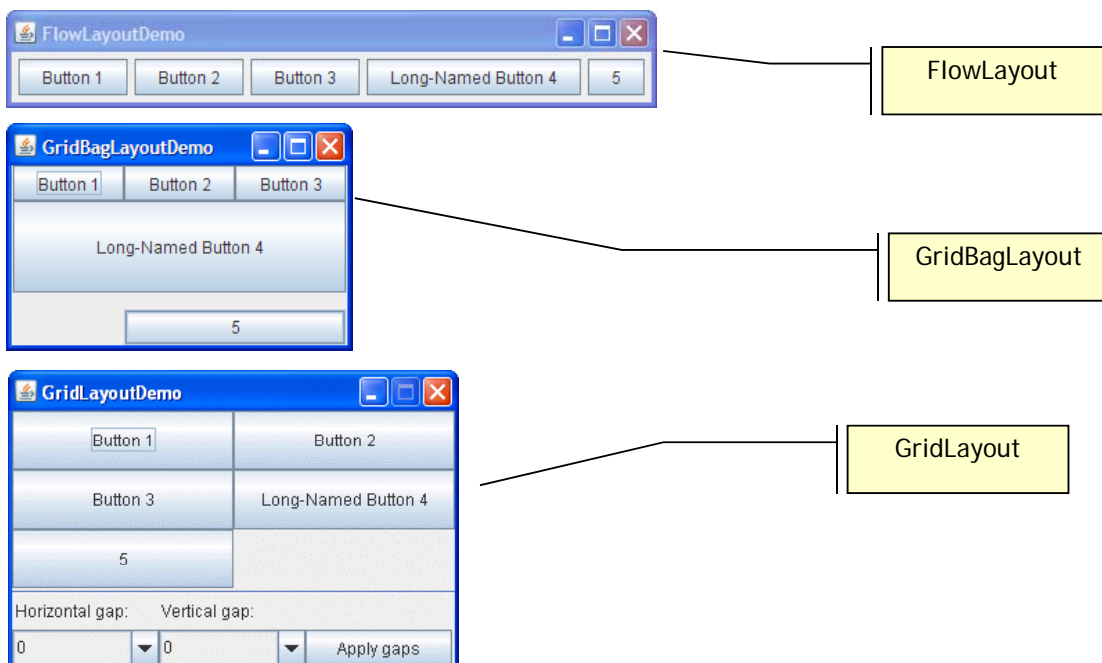 FlowLayoutDemo
Button 1 Button 2 Button 3 Long-Named Button 4 5
FlowLayout
GridBagLayoutDemo
Button 1 Button 2 Button 3
Long-Named Button 4
5
GridBagLayout
GridLayoutDemo
Button 1 Button 2
Button 3 Long-Named Button 4
5
Horizontal gap: Vertical gap:
0 0 Apply gaps
GridLayout